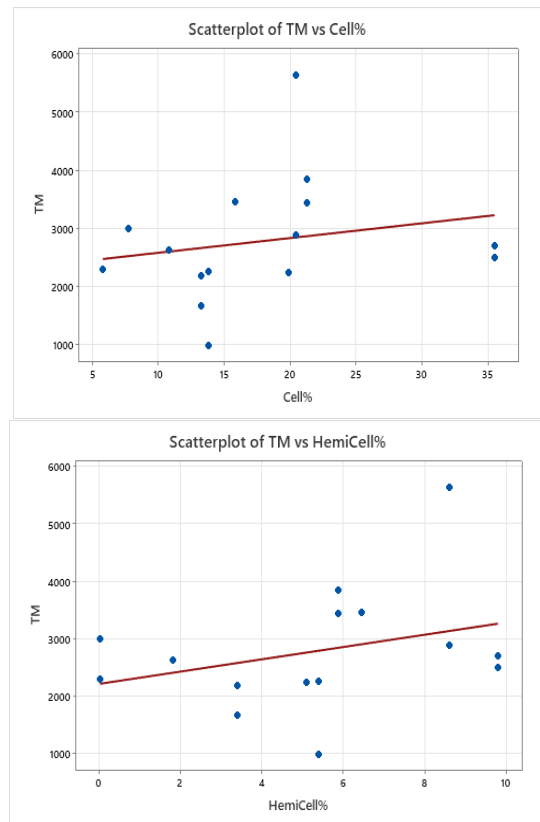 Scatterplot of TM vs Cell%
6000
5000
4000
3000
2000
1000
TM
5 10 15 20 25 30 35
Cell%
Scatterplot of TM vs HemiCell%
6000
5000
4000
3000
2000
1000
TM
0 2 4 6 8 10
HemiCell%